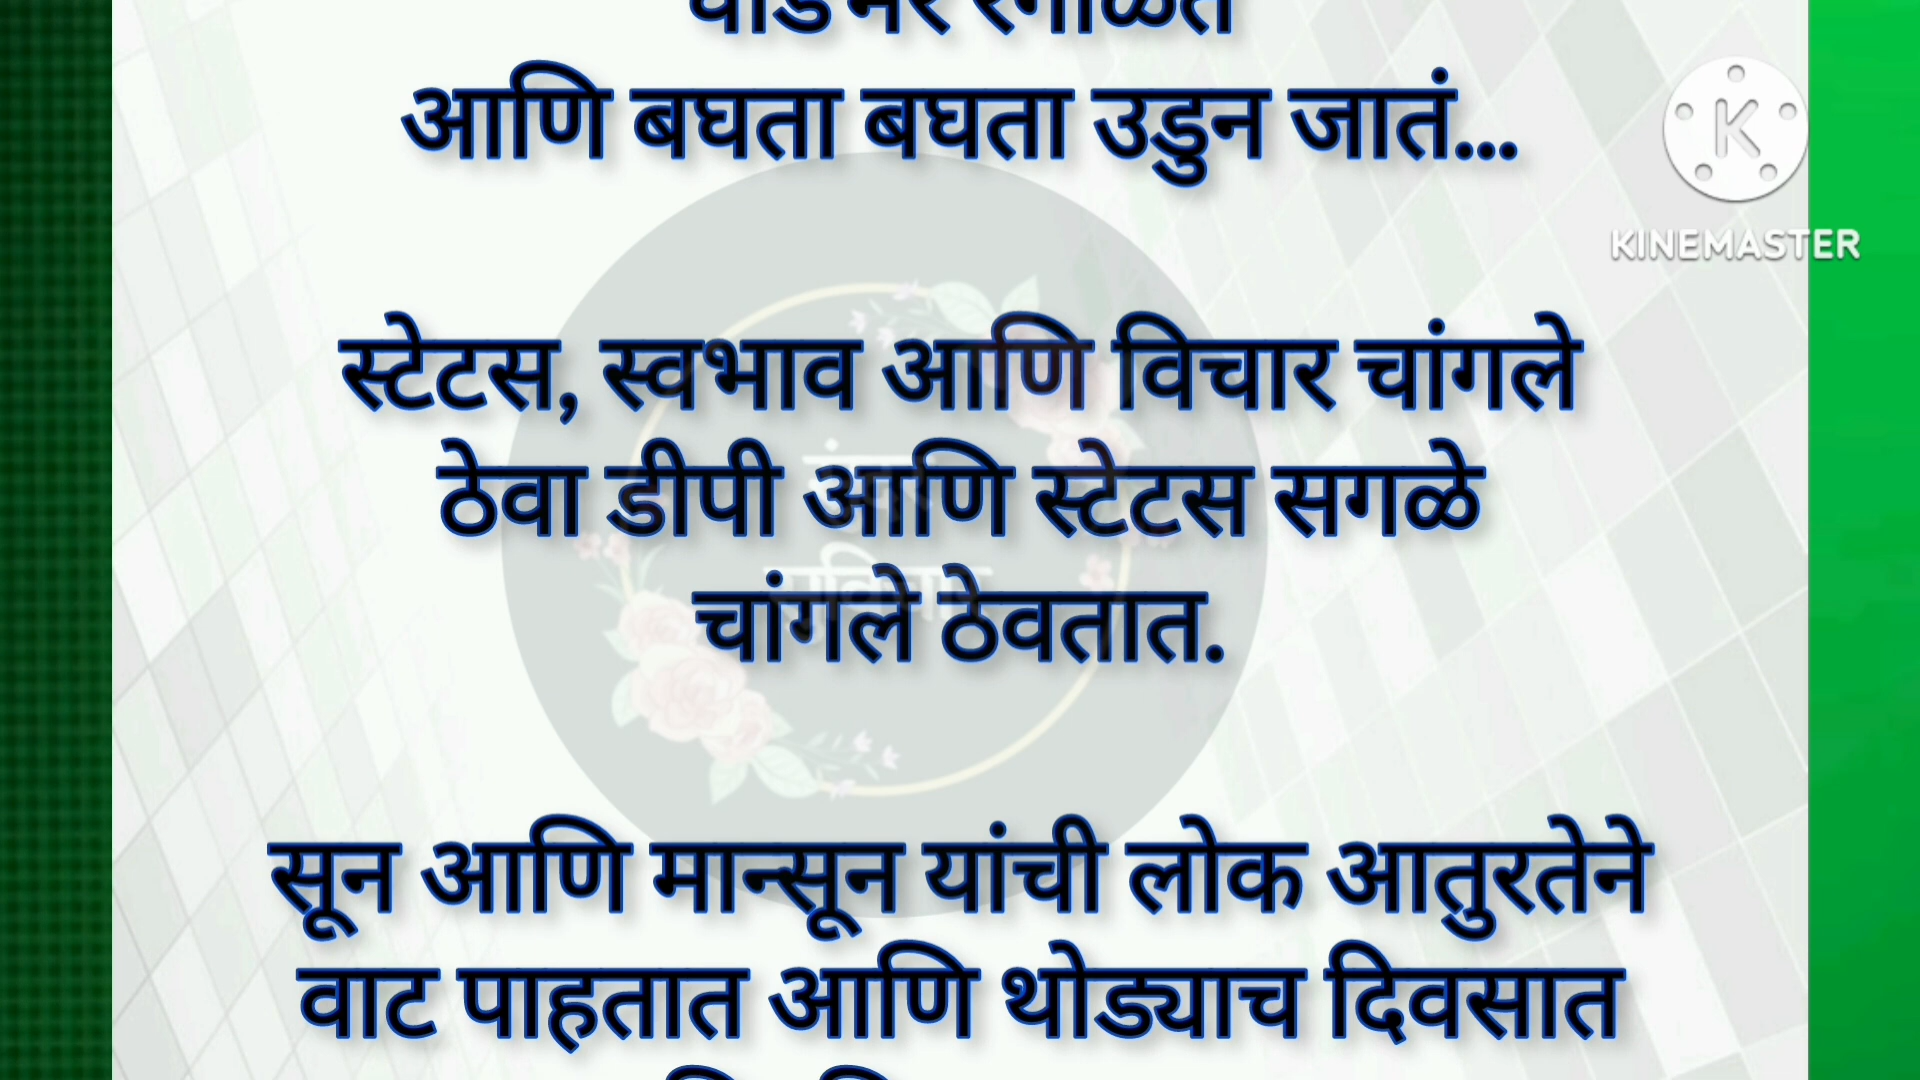 आणि बघता बघता उडुन जातं...
KINEMASTER
स्टेटस, स्वभाव आणि विचार चांगले
ठेवा डीपी आणि स्टेटस सगळे
चांगले ठेवतात.
सून आणि मान्सून यांची लोक आतुरतेने
वाट पाहतात आणि थोड्याच दिवसात